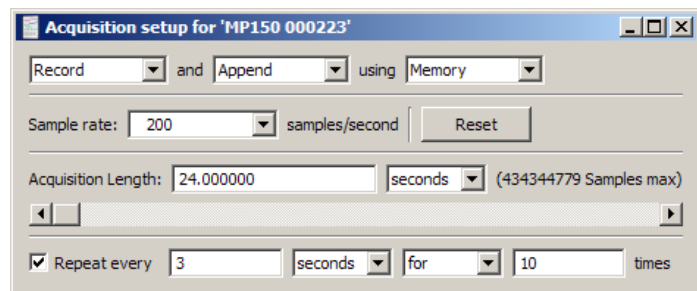 Acquisition setup for 'MP150 000223'
Record and Append using Memory
Sample rate: 200 samples/second Reset
Acquisition Length: 24.000000 seconds (434344779 Samples max)
Repeat every 3 seconds for 10 times